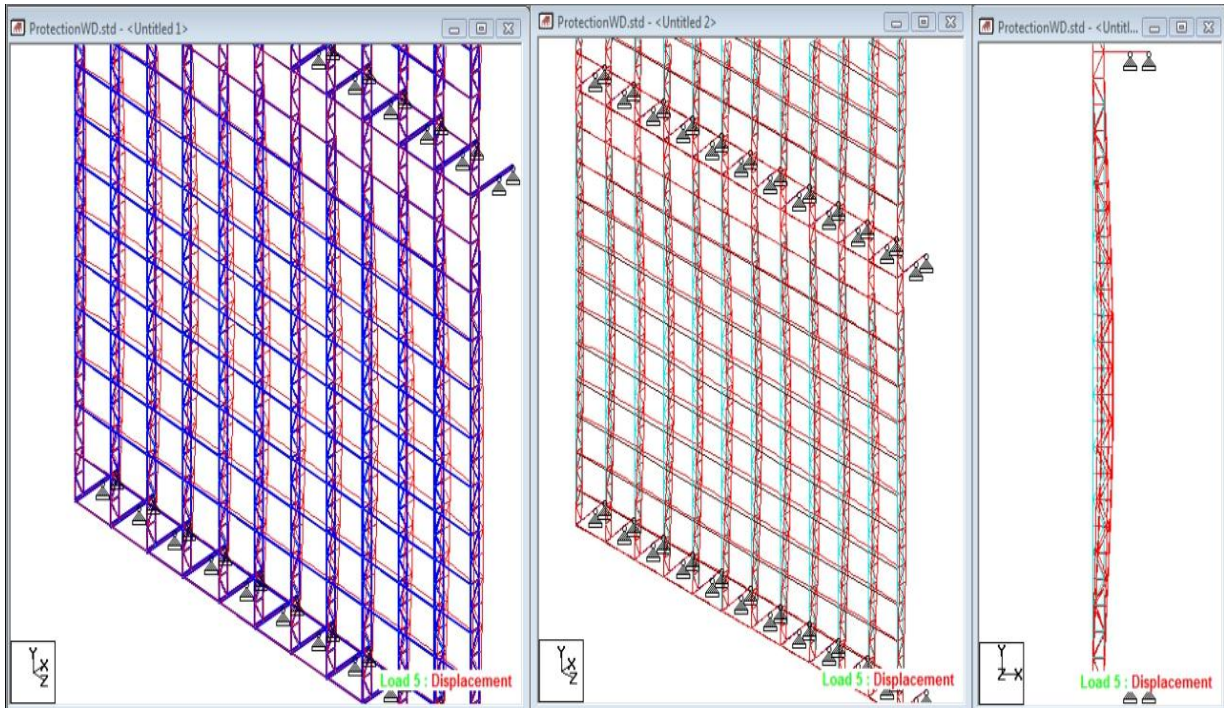 ProtectionWD.std - <Untitled 1>
ProtectionWD.std - <Untitled 2>
ProtectionWD.std - <Untitl...
Y
X
Z
Load 5 : Displacement
Y
X
Z
Load 5 : Displacement
Y
Z
X
Load 5 : Displacement